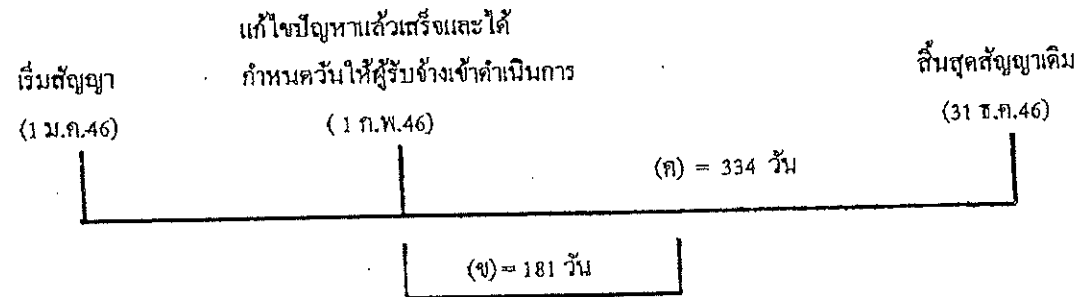 แก้ไขปัญหาแล้วเสร็จและได้
เริ่มสัญญา กำหนดวันให้ผู้รับจ้างเข้าดำเนินการ สิ้นสุดสัญญาเดิม
(1 ม.ค.46) ( 1 ก.พ.46) (31 ธ.ค.46)
(ค) = 334 วัน
(ข) = 181 วัน